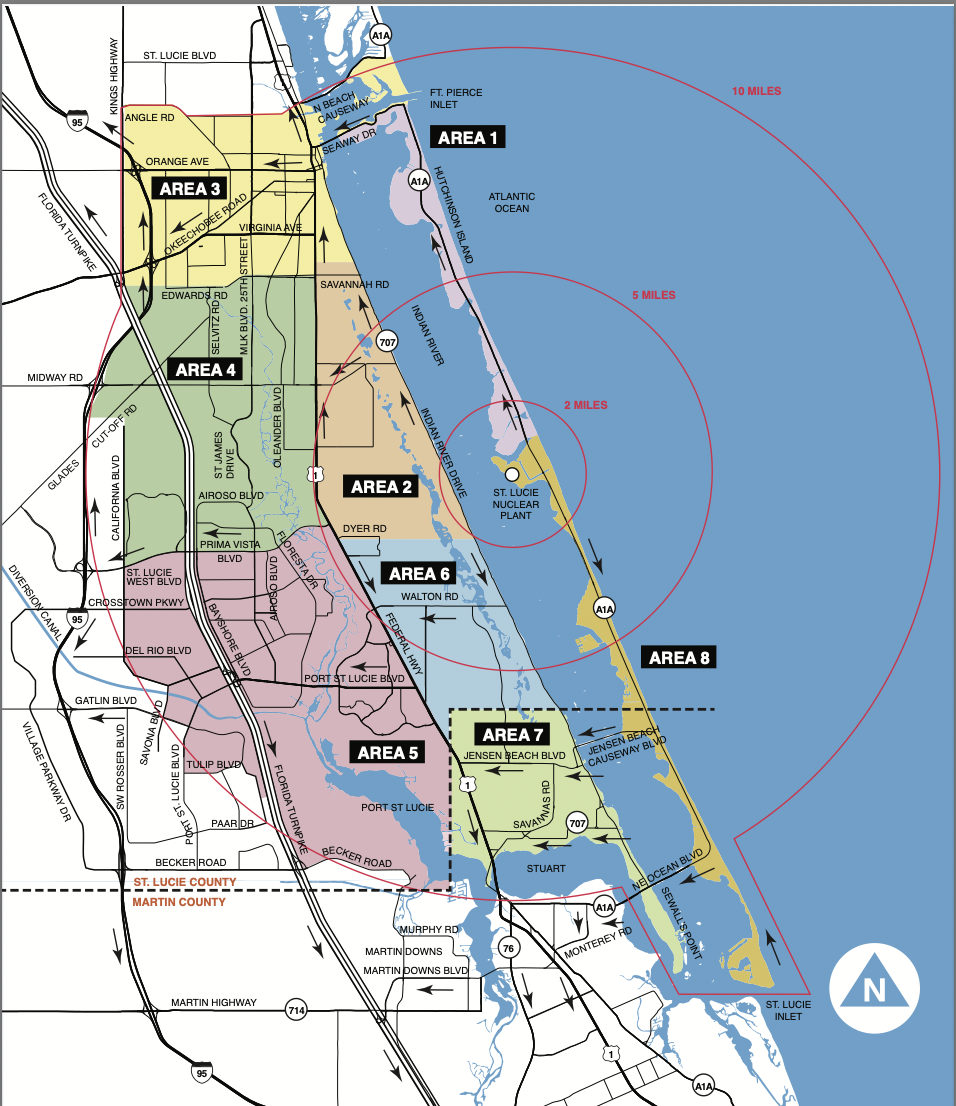 A1A
ST. LUCIE BLVD
KINGS HIGHWAY
10 MILES
FT. PIERCE
INLET
N BEACH
CAUSEWAY
95
ANGLE RD
SEAWAY DR
AREA 1
ORANGE AVE
A1A
HUTCHINSON ISLAND
AREA 3
ATLANTIC
OCEAN
FLORIDA TURNPIKE
OKEECHOBEE ROAD
VIRGINIA AVE
SAVANNAH RD
EDWARDS RD
5 MILES
SELVITZ RD
MLK BLVD. 25TH STREET
INDIAN RIVER
707
AREA 4
MIDWAY RD
2 MILES
CUT-OFF RD
GLADES
OLEANDER BLVD
INDIAN RIVER DRIVE
ST JAMES
DRIVE
CALIFORNIA BLVD
1
AREA 2
ST. LUCIE
NUCLEAR
PLANT
AIROSO BLVD
DYER RD
PRIMA VISTA
BLVD
FLORESTA DR
ST. LUCIE
WEST BLVD
AREA 6
DIVERSION CANAL
AIROSO BLVD
WALTON RD
CROSSTOWN PKWY
BAYSHORE BLVD
A1A
95
FEDERAL HWY
DEL RIO BLVD
AREA 8
PORT ST LUCIE BLVD
GATLIN BLVD
SAVONA BLVD
VILLAGE PARKWAY DR
SW ROSSER BLVD
AREA 7
JENSEN BEACH
CAUSEWAY BLVD
AREA 5
JENSEN BEACH BLVD
TULIP BLVD
PORT ST. LUCIE BLVD
FLORIDA TURNPIKE
1
PORT ST LUCIE
SAVANNAS RD
707
PAAR DR
BECKER ROAD
BECKER ROAD
STUART
NE OCEAN BLVD
ST. LUCIE COUNTY
MARTIN COUNTY
A1A
SEWALL'S POINT
MURPHY RD
MONTEREY RD
76
MARTIN DOWNS
MARTIN DOWNS BLVD
N
MARTIN HIGHWAY
714
ST. LUCIE
INLET
1
95
A1A